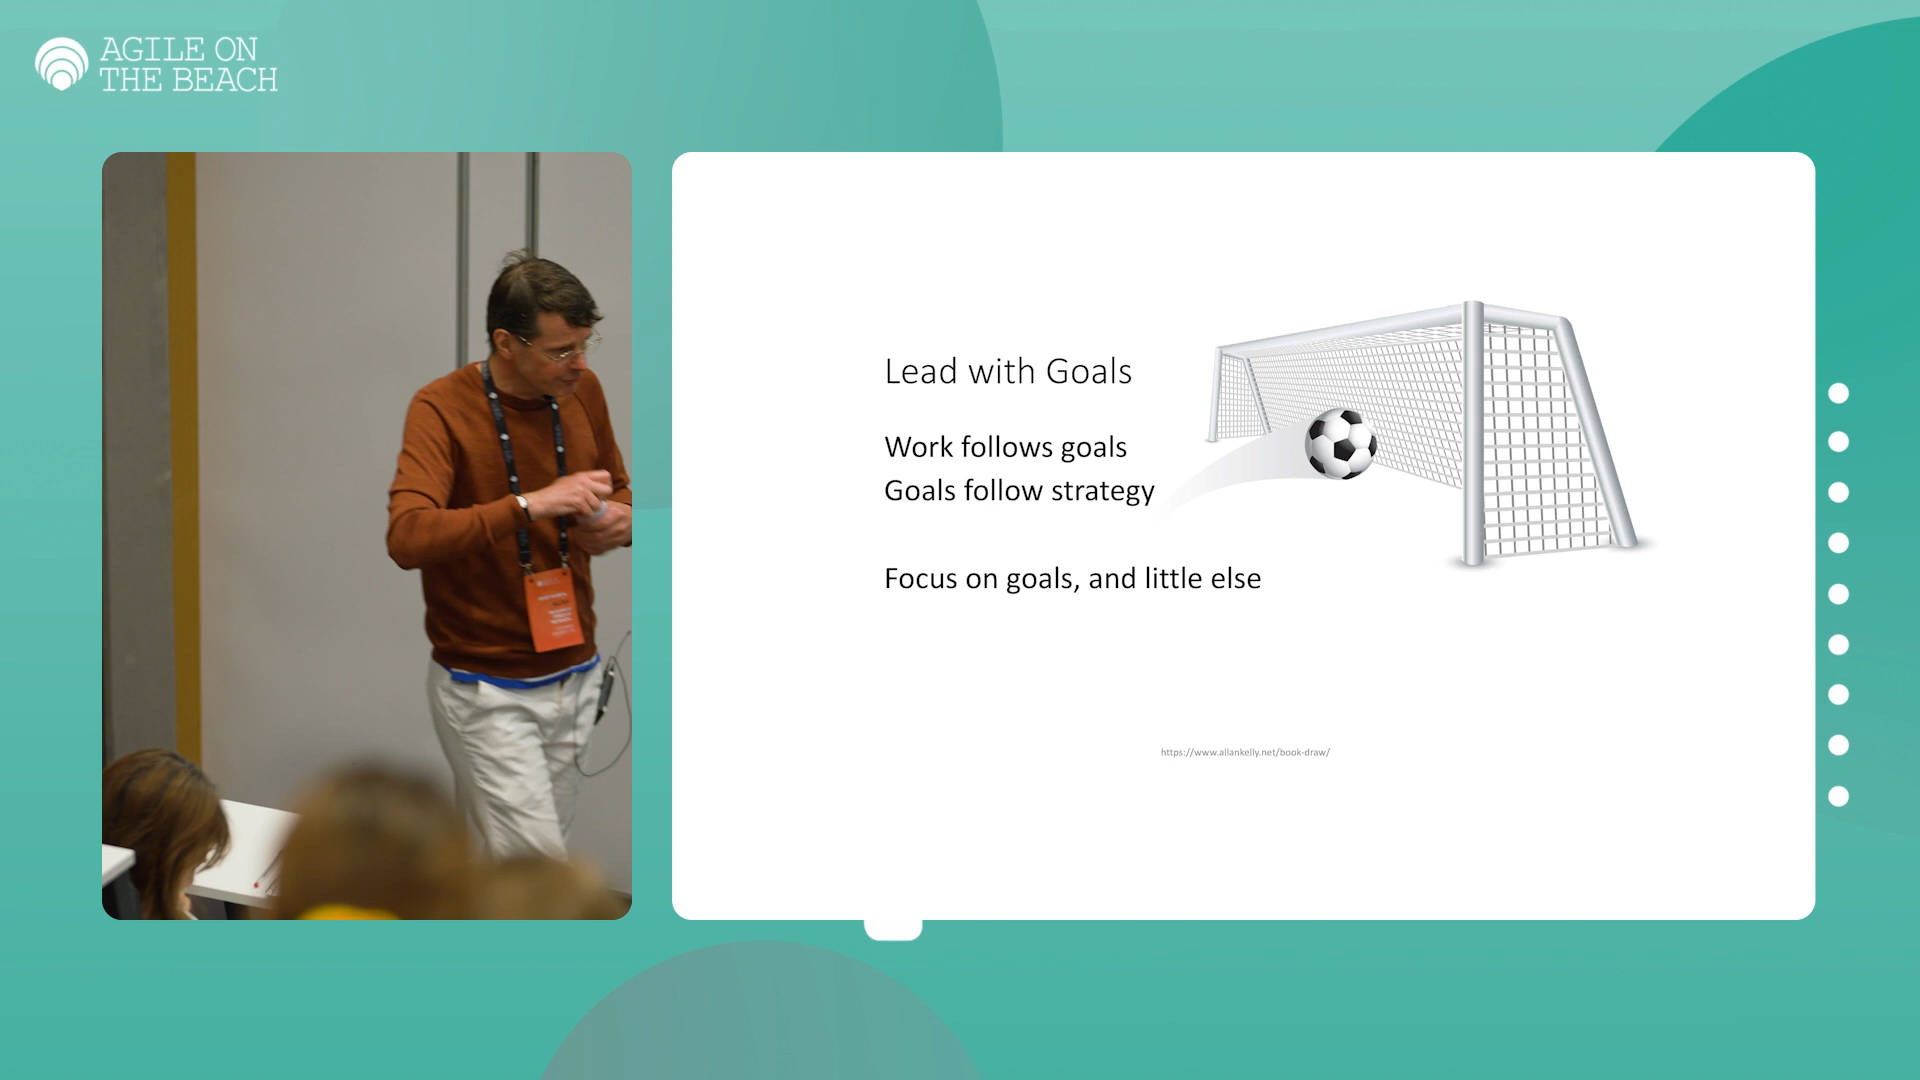 AGILE ON
THE BEACH
Lead with Goals
Work follows goals
Goals follow strategy
Focus on goals, and little else
https://www.allankelly.net/book-draw/